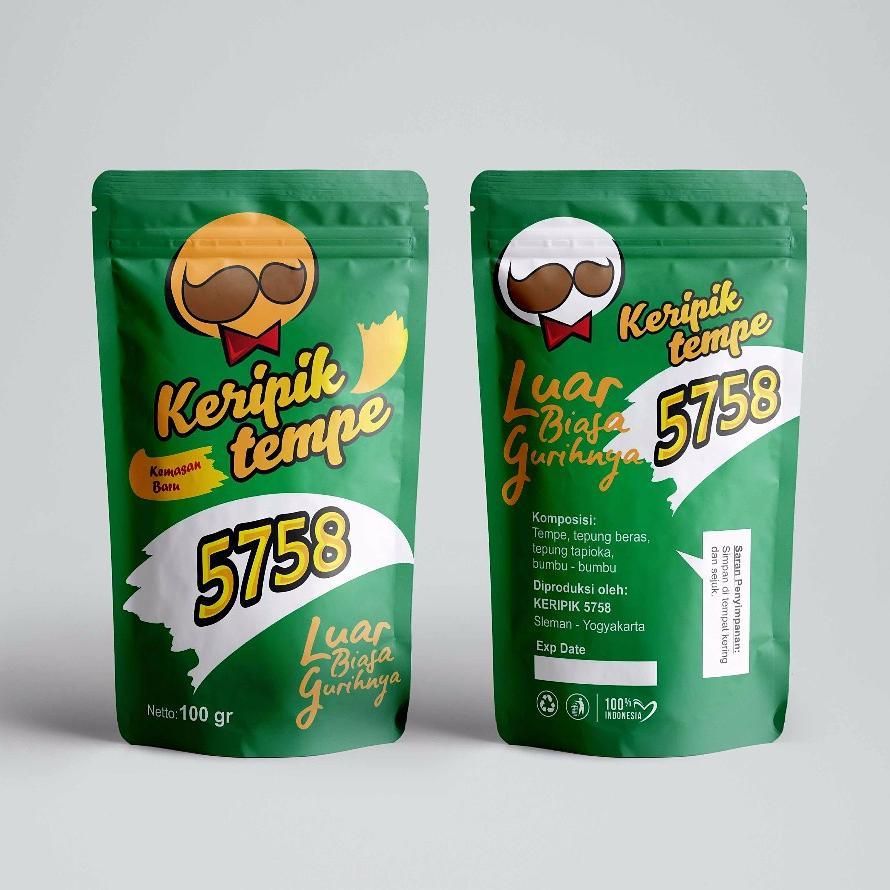 Keripik
tempe
Kemasan
Baru
5758
Luar
Biasa
Gurihnya
Netto: 100 gr
Keripik
tempe
Luar
Biasa
Gurihnya
5758
Komposisi:
Tempe, tepung beras,
tepung tapioka,
bumbu - bumbu
Diproduksi oleh:
KERIPIK 5758
Sleman - Yogyakarta
Exp Date
100%
INDONESIA
Saran Penyimpanan:
Simpan di tempat kering
dan sejuk.